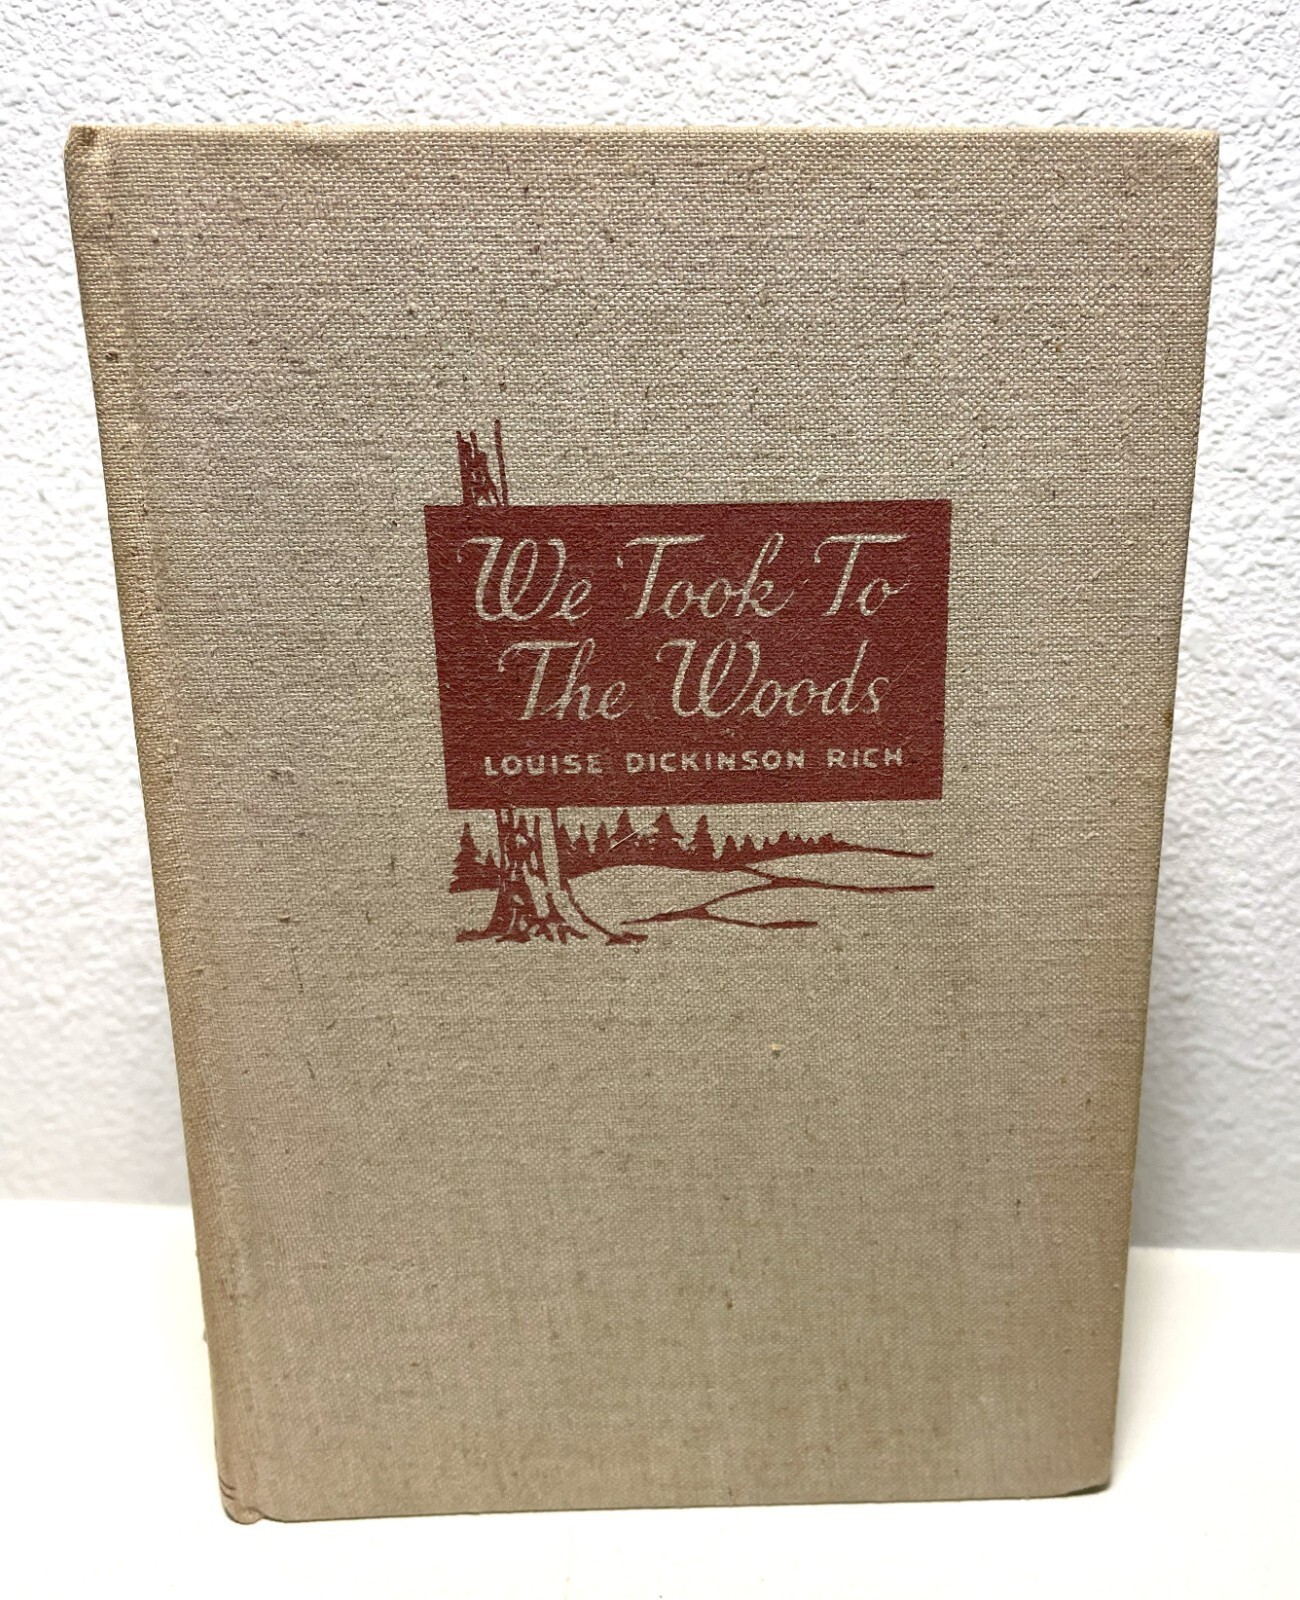 We Took To
The Woods
LOUISE DICKINSON RICH